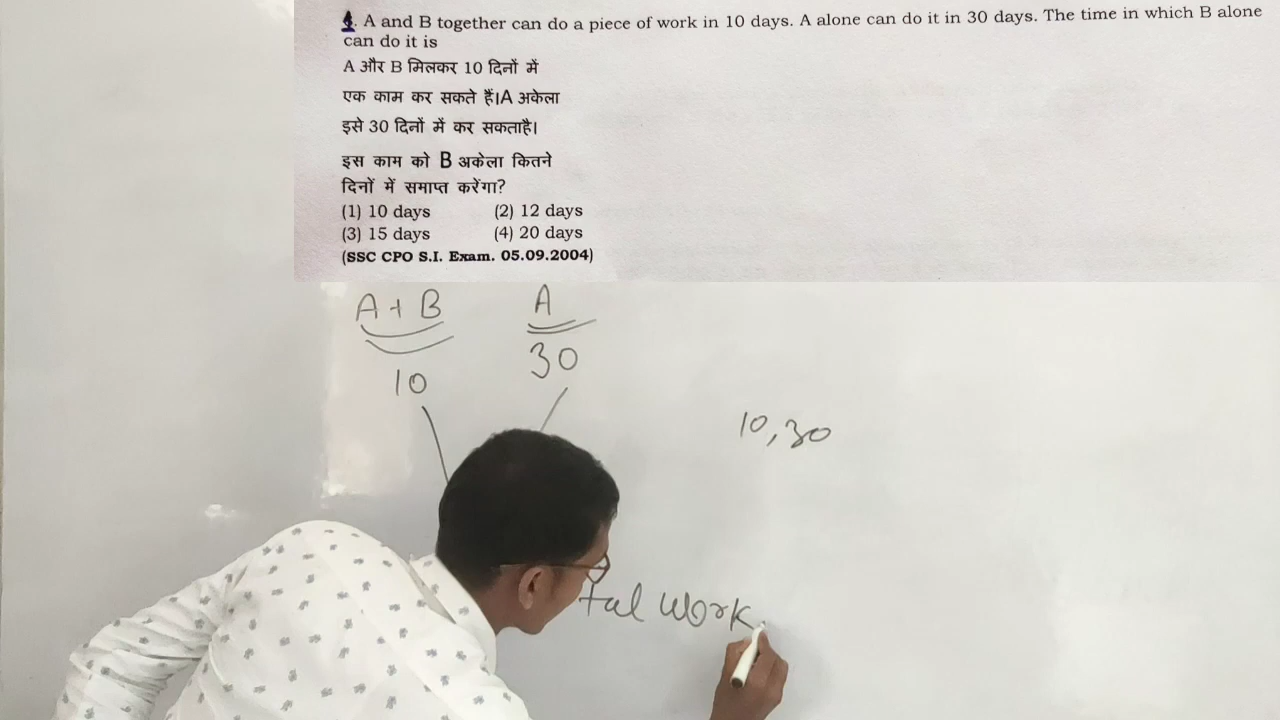 1. A and B together can do a piece of work in 10 days. A alone can do it in 30 days. The time in which B alone
can do it is
A और B मिलकर 10 दिनों में
एक काम कर सकते हैं।A अकेला
इसे 30 दिनों में कर सकताहै।
इस काम को B अकेला कितने
दिनों में समाप्त करेंगा?
(1) 10 days (2) 12 days
(3) 15 days (4) 20 days
(SSC CPO S.I. Exam. 05.09.2004)
A + B A
10 30
10, 30
tal work